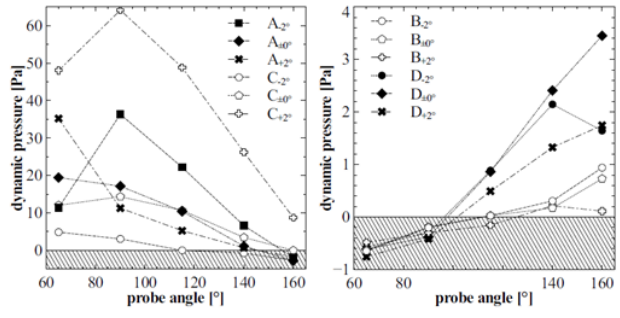 dynamic pressure [Pa]
60
50
40
30
20
10
0
A-2°
A±0°
A+2°
C-2°
C±0°
C+2°
60 80 100 120 140 160
probe angle [°]
dynamic pressure [Pa]
4
3
2
1
0
−1
B-2°
B±0°
B+2°
D-2°
D±0°
D+2°
60 80 140 160
probe angle [°]